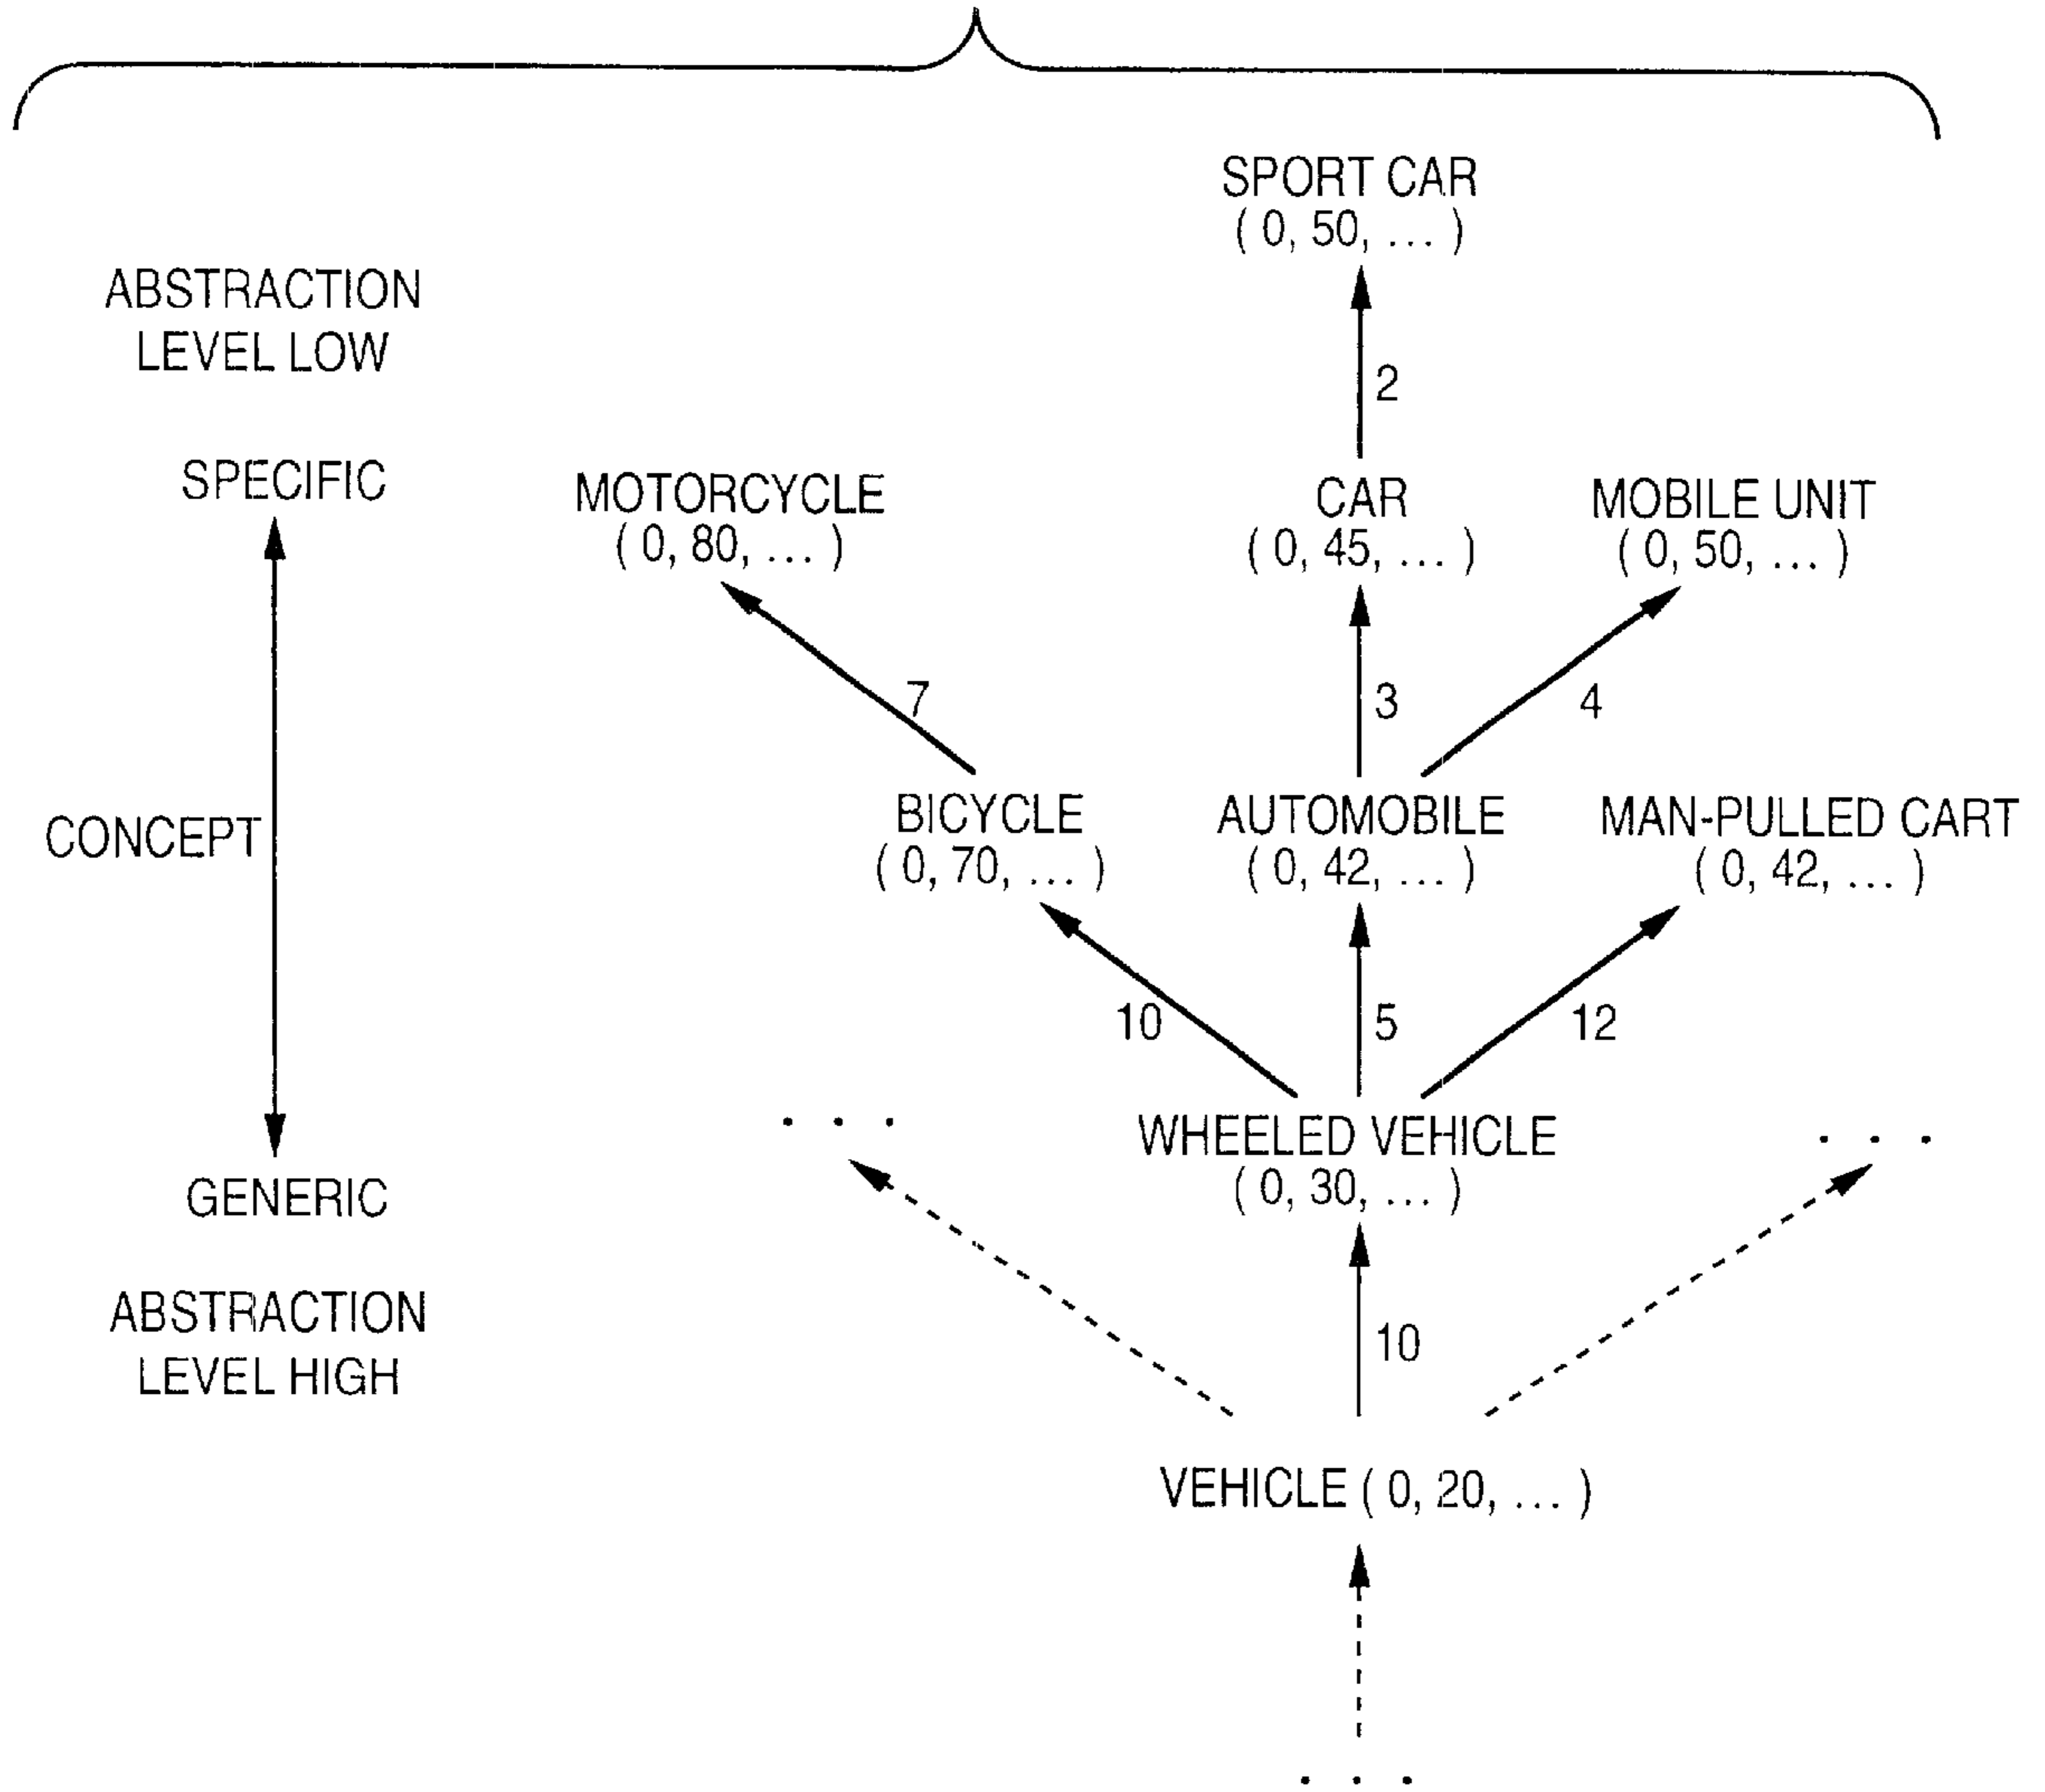 SPORT CAR
( 0, 50, ... )
ABSTRACTION
LEVEL LOW
2
SPECIFIC
MOTORCYCLE
( 0, 80, ... )
CAR
( 0, 45, ... )
MOBILE UNIT
( 0, 50, ... )
7
3
4
CONCEPT
BICYCLE
( 0, 70, ... )
AUTOMOBILE
( 0, 42, ... )
MAN-PULLED CART
( 0, 42, ... )
10
5
12
. . .
WHEELED VEHICLE
( 0, 30, ... )
. . .
GENERIC
ABSTRACTION
LEVEL HIGH
10
VEHICLE ( 0, 20, ... )
. . .